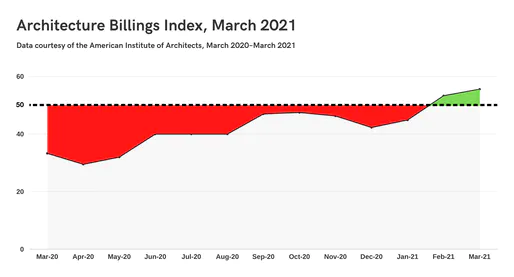 Architecture Billings Index, March 2021
Data courtesy of the American Institute of Architects, March 2020–March 2021
60
50
40
20
0
Mar-20 Apr-20 May-20 Jun-20 Jul-20 Aug-20 Sep-20 Oct-20 Nov-20 Dec-20 Jan-21 Feb-21 Mar-21